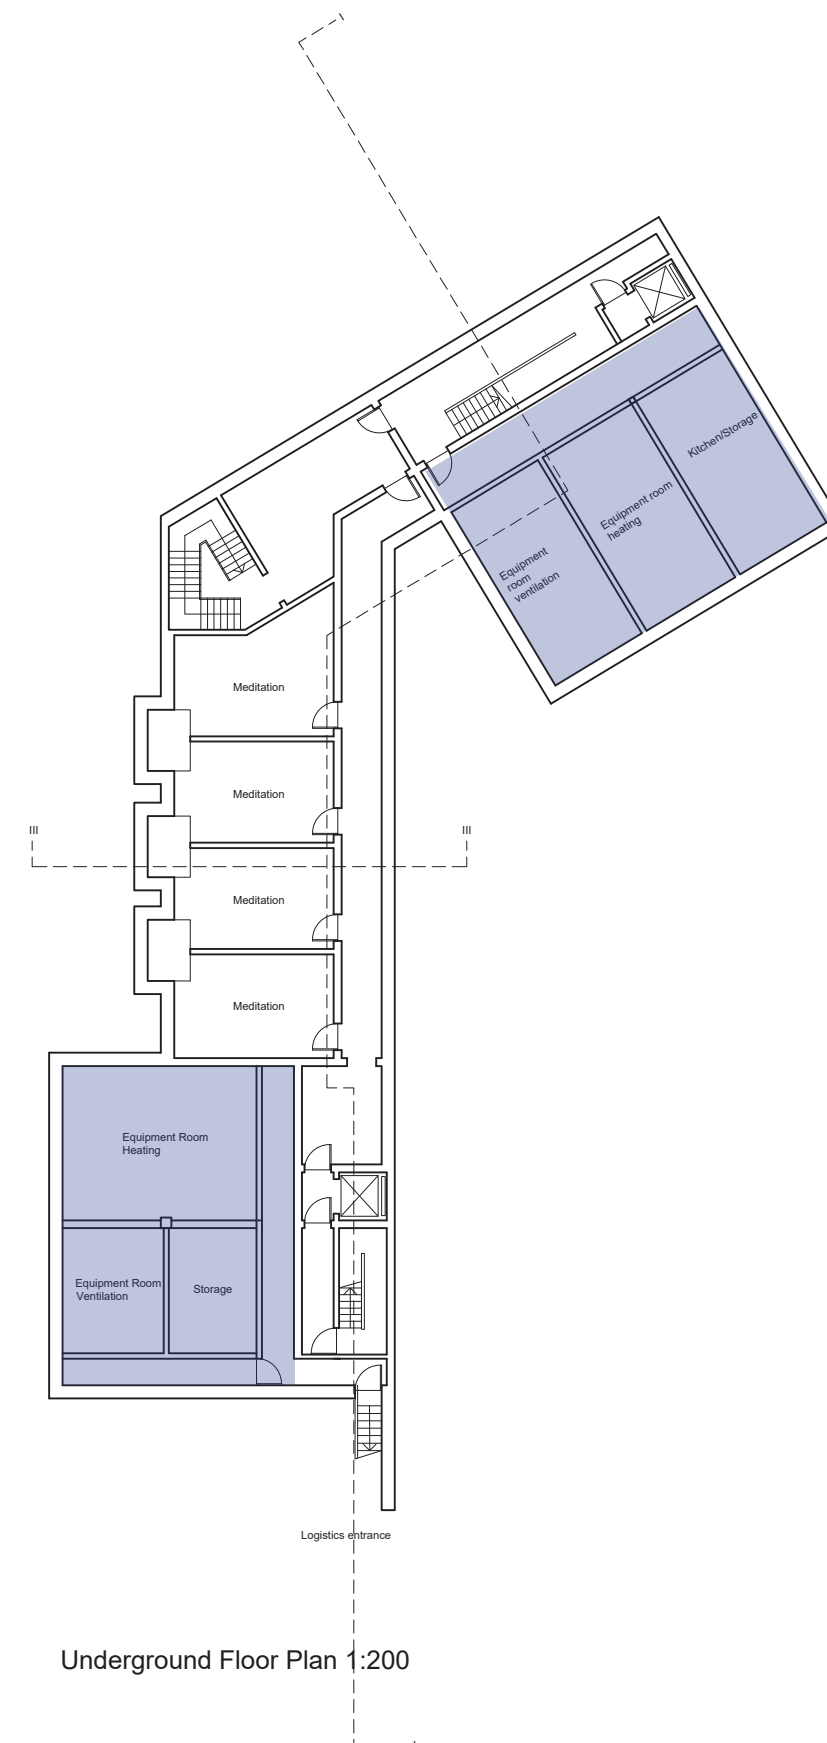 I
Kitchen/Storage
Equipment room
heating
Equipment
room
ventilation
Meditation
Meditation
III
III
Meditation
Meditation
Equipment Room
Heating
Equipment Room
Ventilation
Storage
Logistics entrance
Underground Floor Plan 1:200